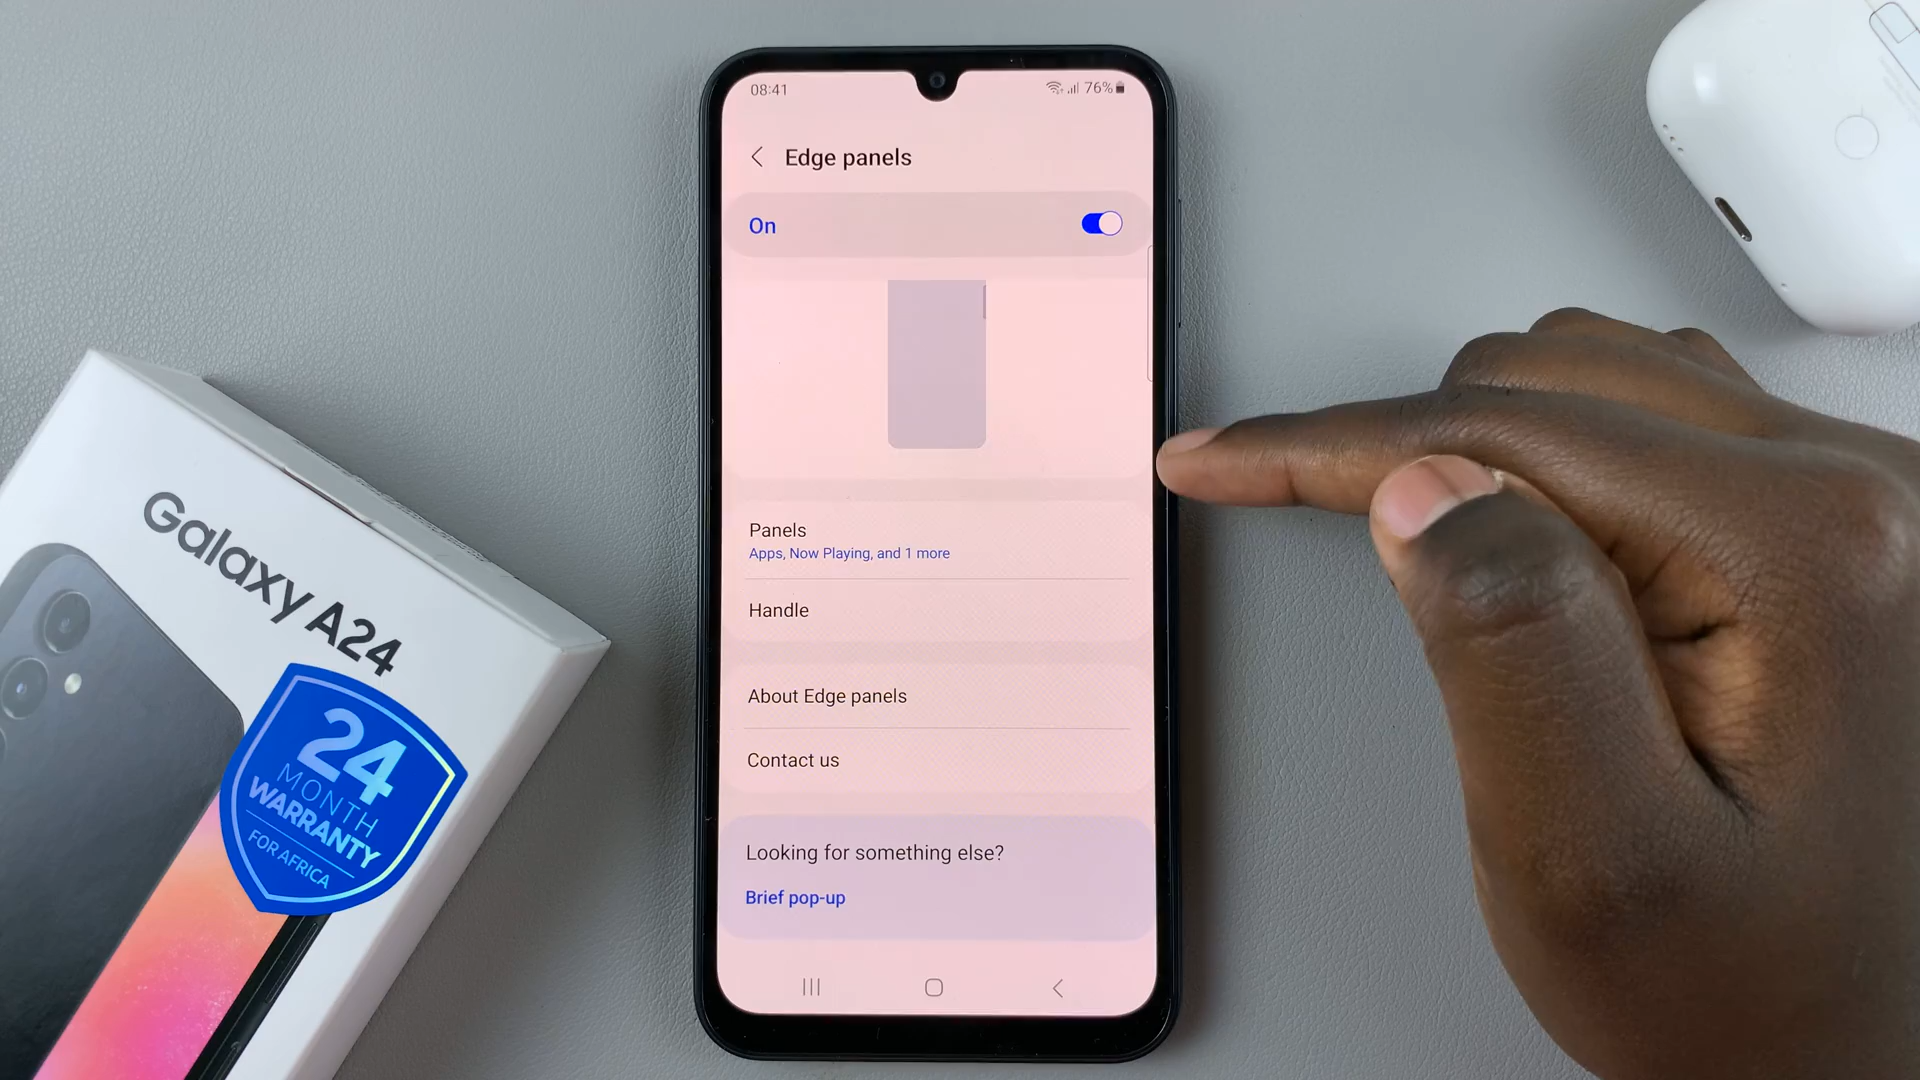 08:41
76%
Edge panels
On
Panels
Apps, Now Playing, and 1 more
Handle
About Edge panels
Contact us
Looking for something else?
Brief pop-up
Galaxy A24
24
MONTH
WARRANTY
FOR AFRICA